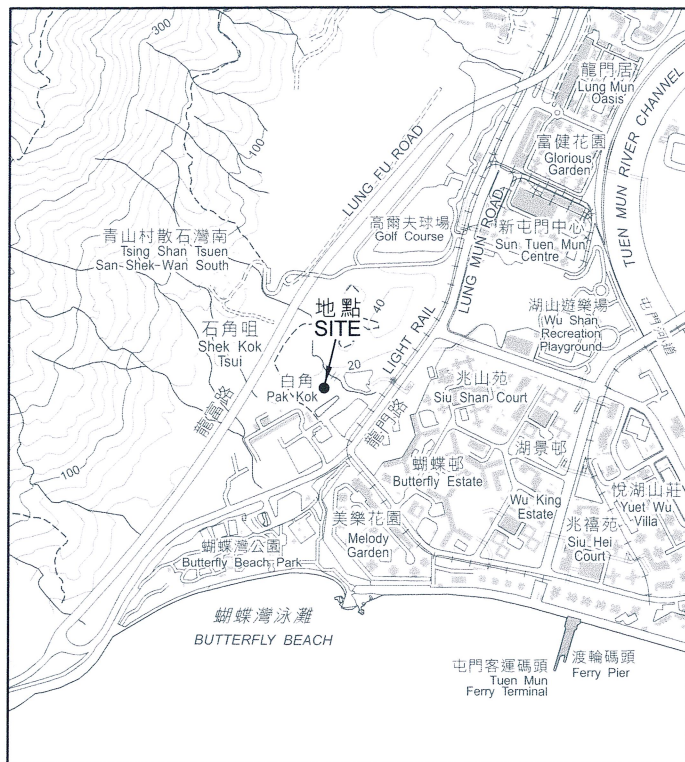 300
龍門居
Lung Mun
Oasis
TUEN MUN RIVER CHANNEL
100
富健花園
Glorious
Garden
LUNG FU ROAD
高爾夫球場
Golf Course
LUNG MUN ROAD
新屯門中心
Sun Tuen Mun
Centre
青山村散石灣南
Tsing Shan Tsuen
San-Shek-Wan South
地點
SITE
40
湖山遊樂場
Wu Shan
Recreation
Playground
屯門河道
石角咀
Shek Kok
Tsui
20
LIGHT RAIL
白角
Pak Kok
兆山苑
Siu Shan Court
龍富路
龍門路
蝴蝶邨
Butterfly Estate
湖景邨
Wu King
Estate
悅湖山莊
Yuet Wu
Villa
100
美樂花園
Melody
Garden
兆禧苑
Siu Hei
Court
蝴蝶灣公園
Butterfly Beach Park
蝴蝶灣泳灘
BUTTERFLY BEACH
屯門客運碼頭
Tuen Mun
Ferry Terminal
渡輪碼頭
Ferry Pier